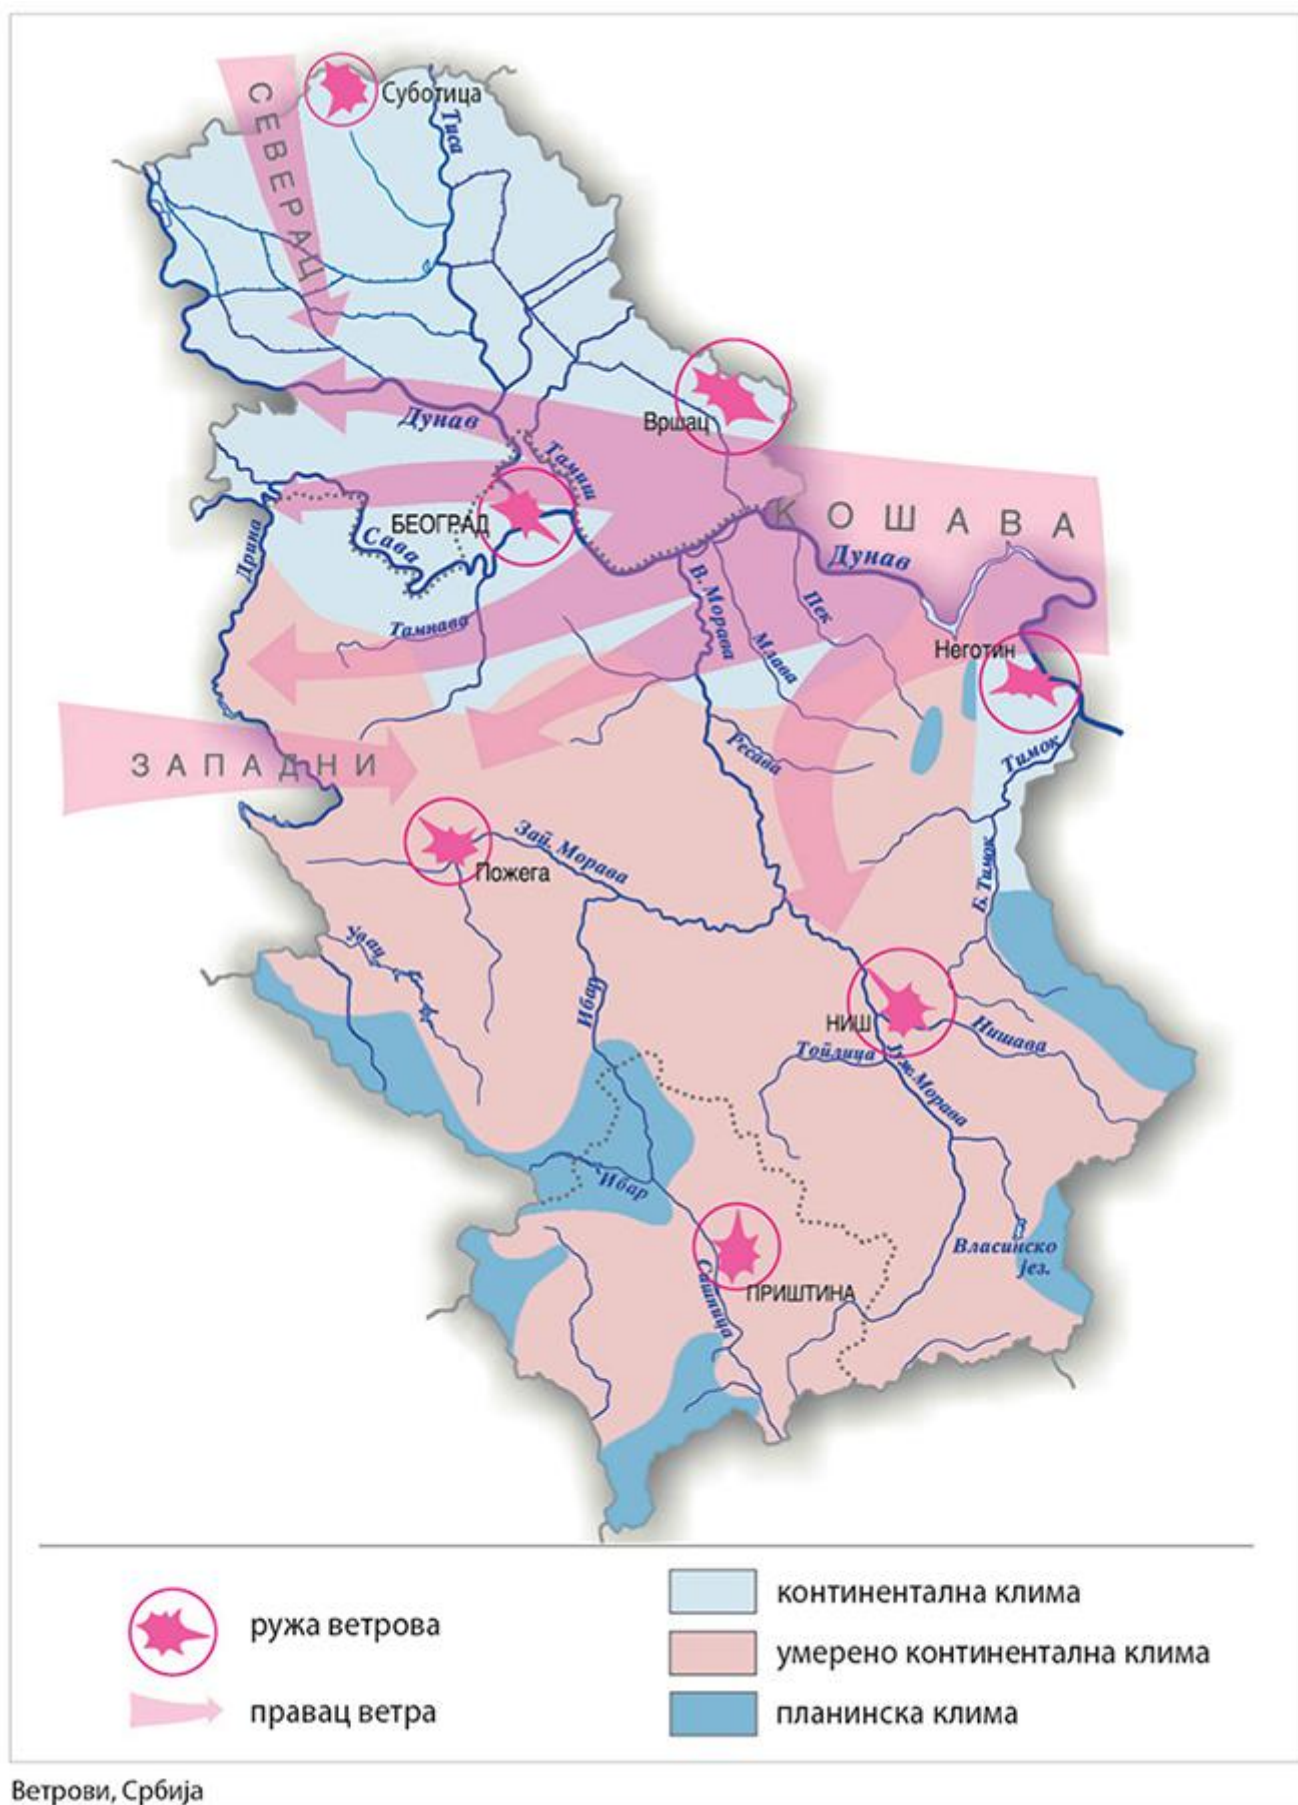 СЕВЕРАЦ
Суботица
Тиса
Вршац
Дунав
Тамиш
КОШАВА
БЕОГРАД
Сава
Дрина
Дунав
В. Морава
Пек
Млава
Тамнава
Неготин
ЗАПАДНИ
Ресава
Тимок
Зап. Морава
Пожега
Б. Тимок
Увац
Ибар
НИШ
Нишава
Топлица
Јуж. Морава
Ибар
Власинско
јез.
Ситница
ПРИШТИНА
ружа ветрова
правац ветра
континентална клима
умерено континентална клима
планинска клима
Ветрови, Србија